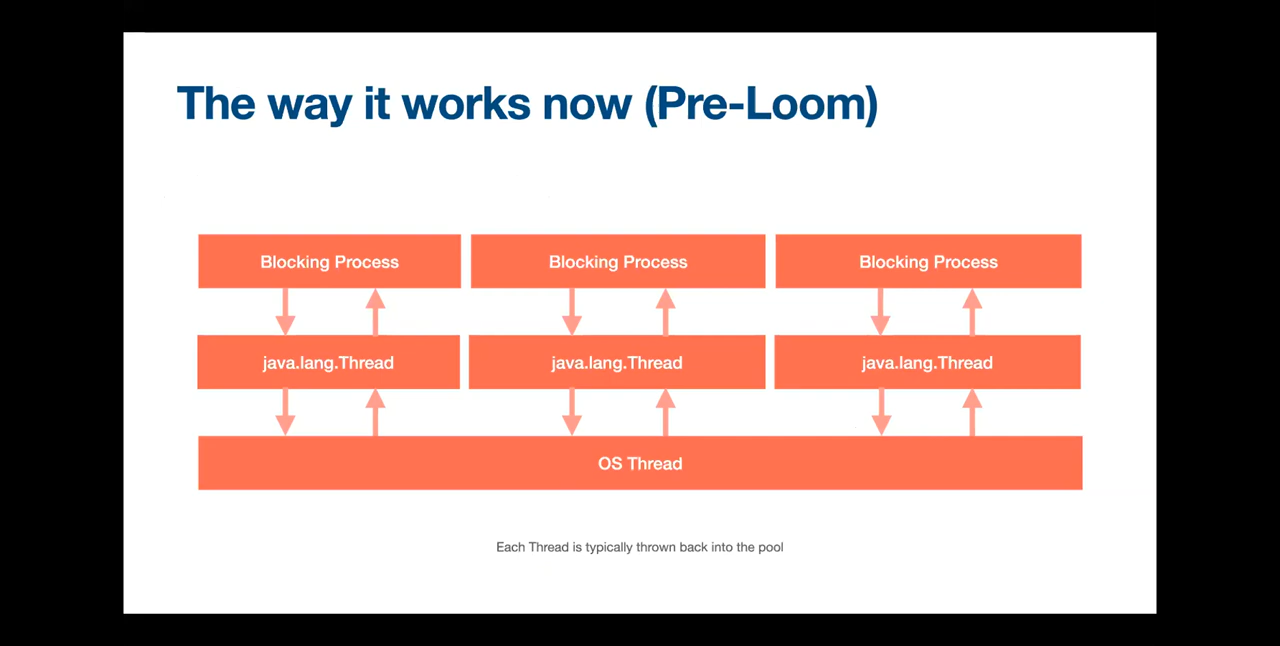 The way it works now (Pre-Loom)
Blocking Process
Blocking Process
Blocking Process
java.lang.Thread
java.lang.Thread
java.lang.Thread
OS Thread
Each Thread is typically thrown back into the pool